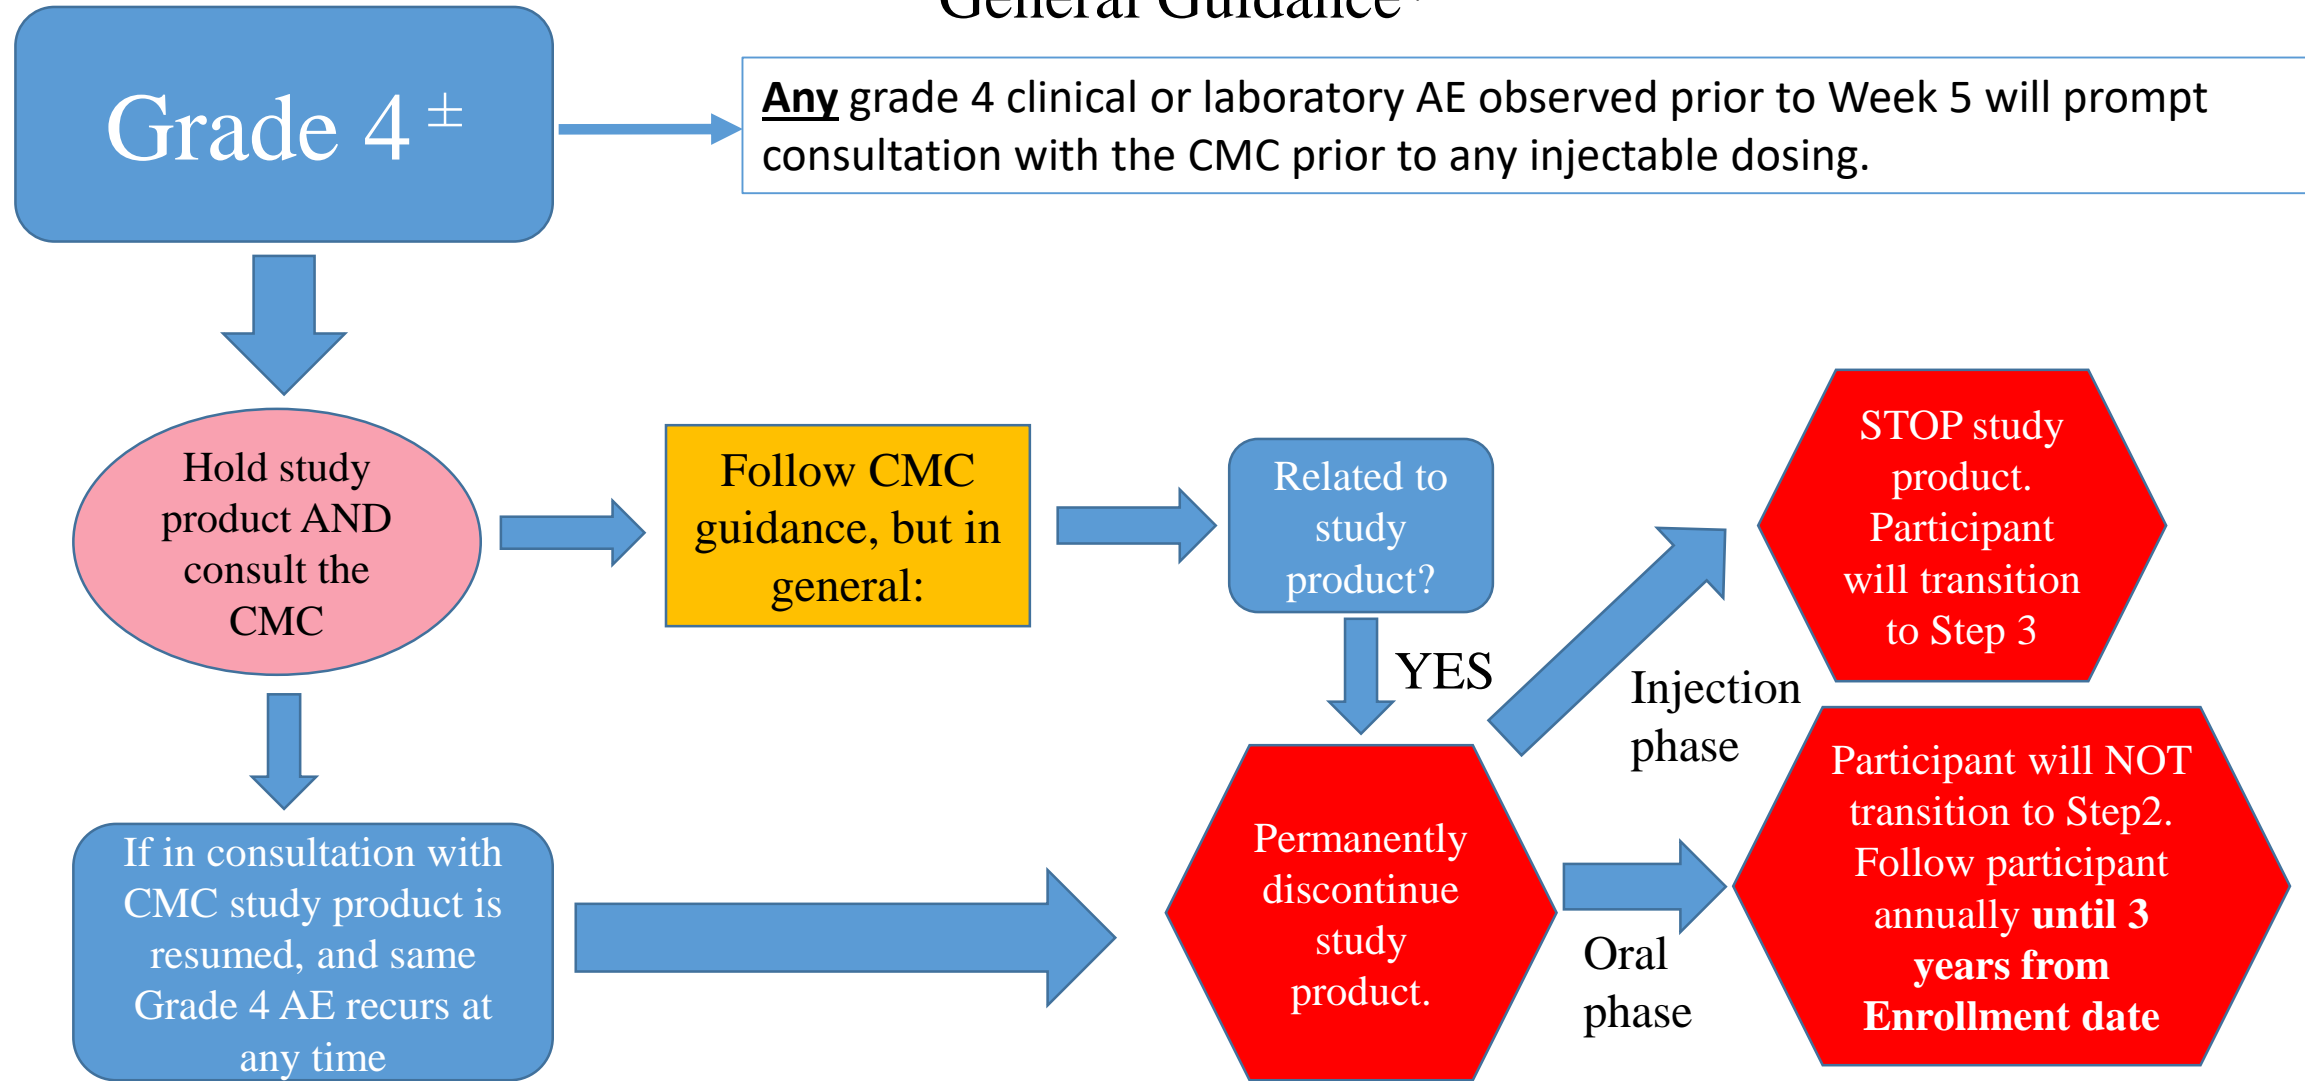 General Guidance
Grade 4 ±
Any grade 4 clinical or laboratory AE observed prior to Week 5 will prompt
consultation with the CMC prior to any injectable dosing.
Hold study
product AND
consult the
CMC
Follow CMC
guidance, but in
general:
Related to
study
product?
YES
STOP study
product.
Participant
will transition
to Step 3
Injection
phase
If in consultation with
CMC study product is
resumed, and same
Grade 4 AE recurs at
any time
Permanently
discontinue
study
product.
Oral
phase
Participant will NOT
transition to Step2.
Follow participant
annually until 3
years from
Enrollment date